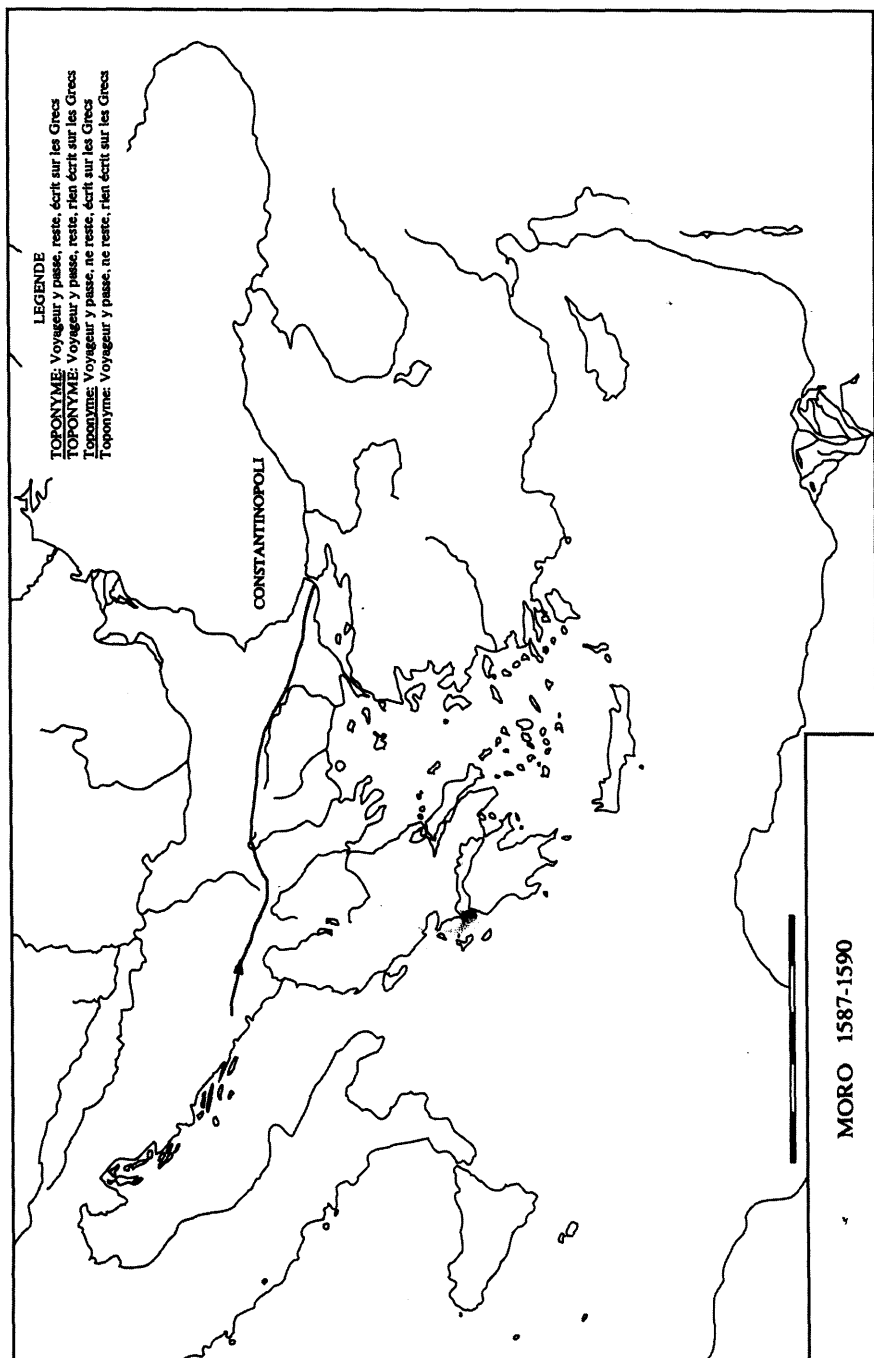 LEGENDE
TOPONYME: Voyageur y passe, reste, écrit sur les Grecs
TOPONYME: Voyageur y passe, reste, rien écrit sur les Grecs
Toponyme: Voyageur y passe, ne reste, écrit sur les Grecs
Toponyme: Voyageur y passe, ne reste, rien écrit sur les Grecs
CONSTANTINOPOLI
MORO 1587-1590